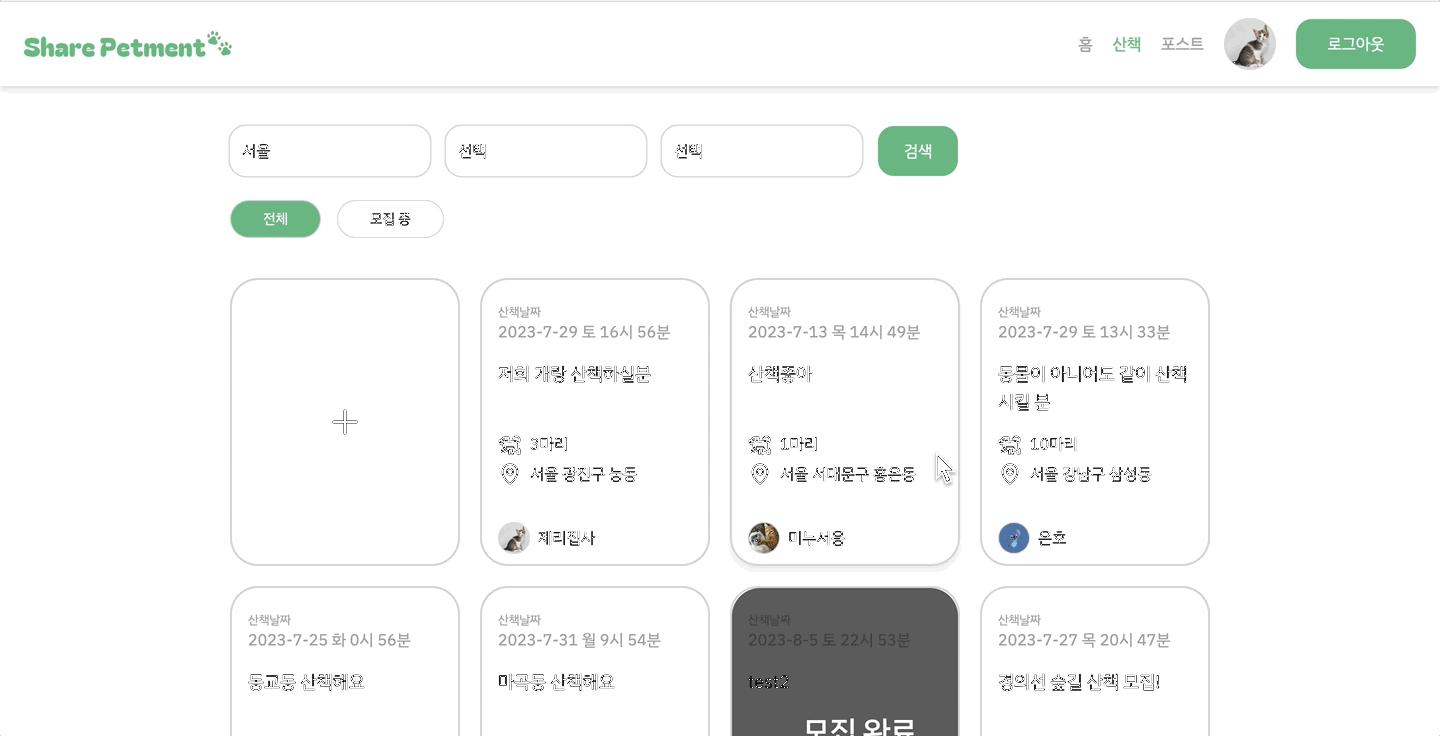 Share Petment
홈 산책 포스트 로그아웃
서울 선택 선택 검색
전체 모집 중
산책날짜
2023-7-29 토 16시 56분
저희 개랑 산책하실분
3마리
서울 광진구 능동
제리집사
산책날짜
2023-7-13 목 14시 49분
산책좋아
1마리
서울 서대문구 홍은동
미누서용
산책날짜
2023-7-29 토 13시 33분
동물이 아니어도 같이 산책
시킬 분
10마리
서울 강남구 삼성동
은호
산책날짜
2023-7-25 화 0시 56분
동교동 산책해요
산책날짜
2023-7-31 월 9시 54분
마곡동 산책해요
산책날짜
2023-8-5 토 22시 53분
test2
모집 완료
산책날짜
2023-7-27 목 20시 47분
경의선 숲길 산책 모집!